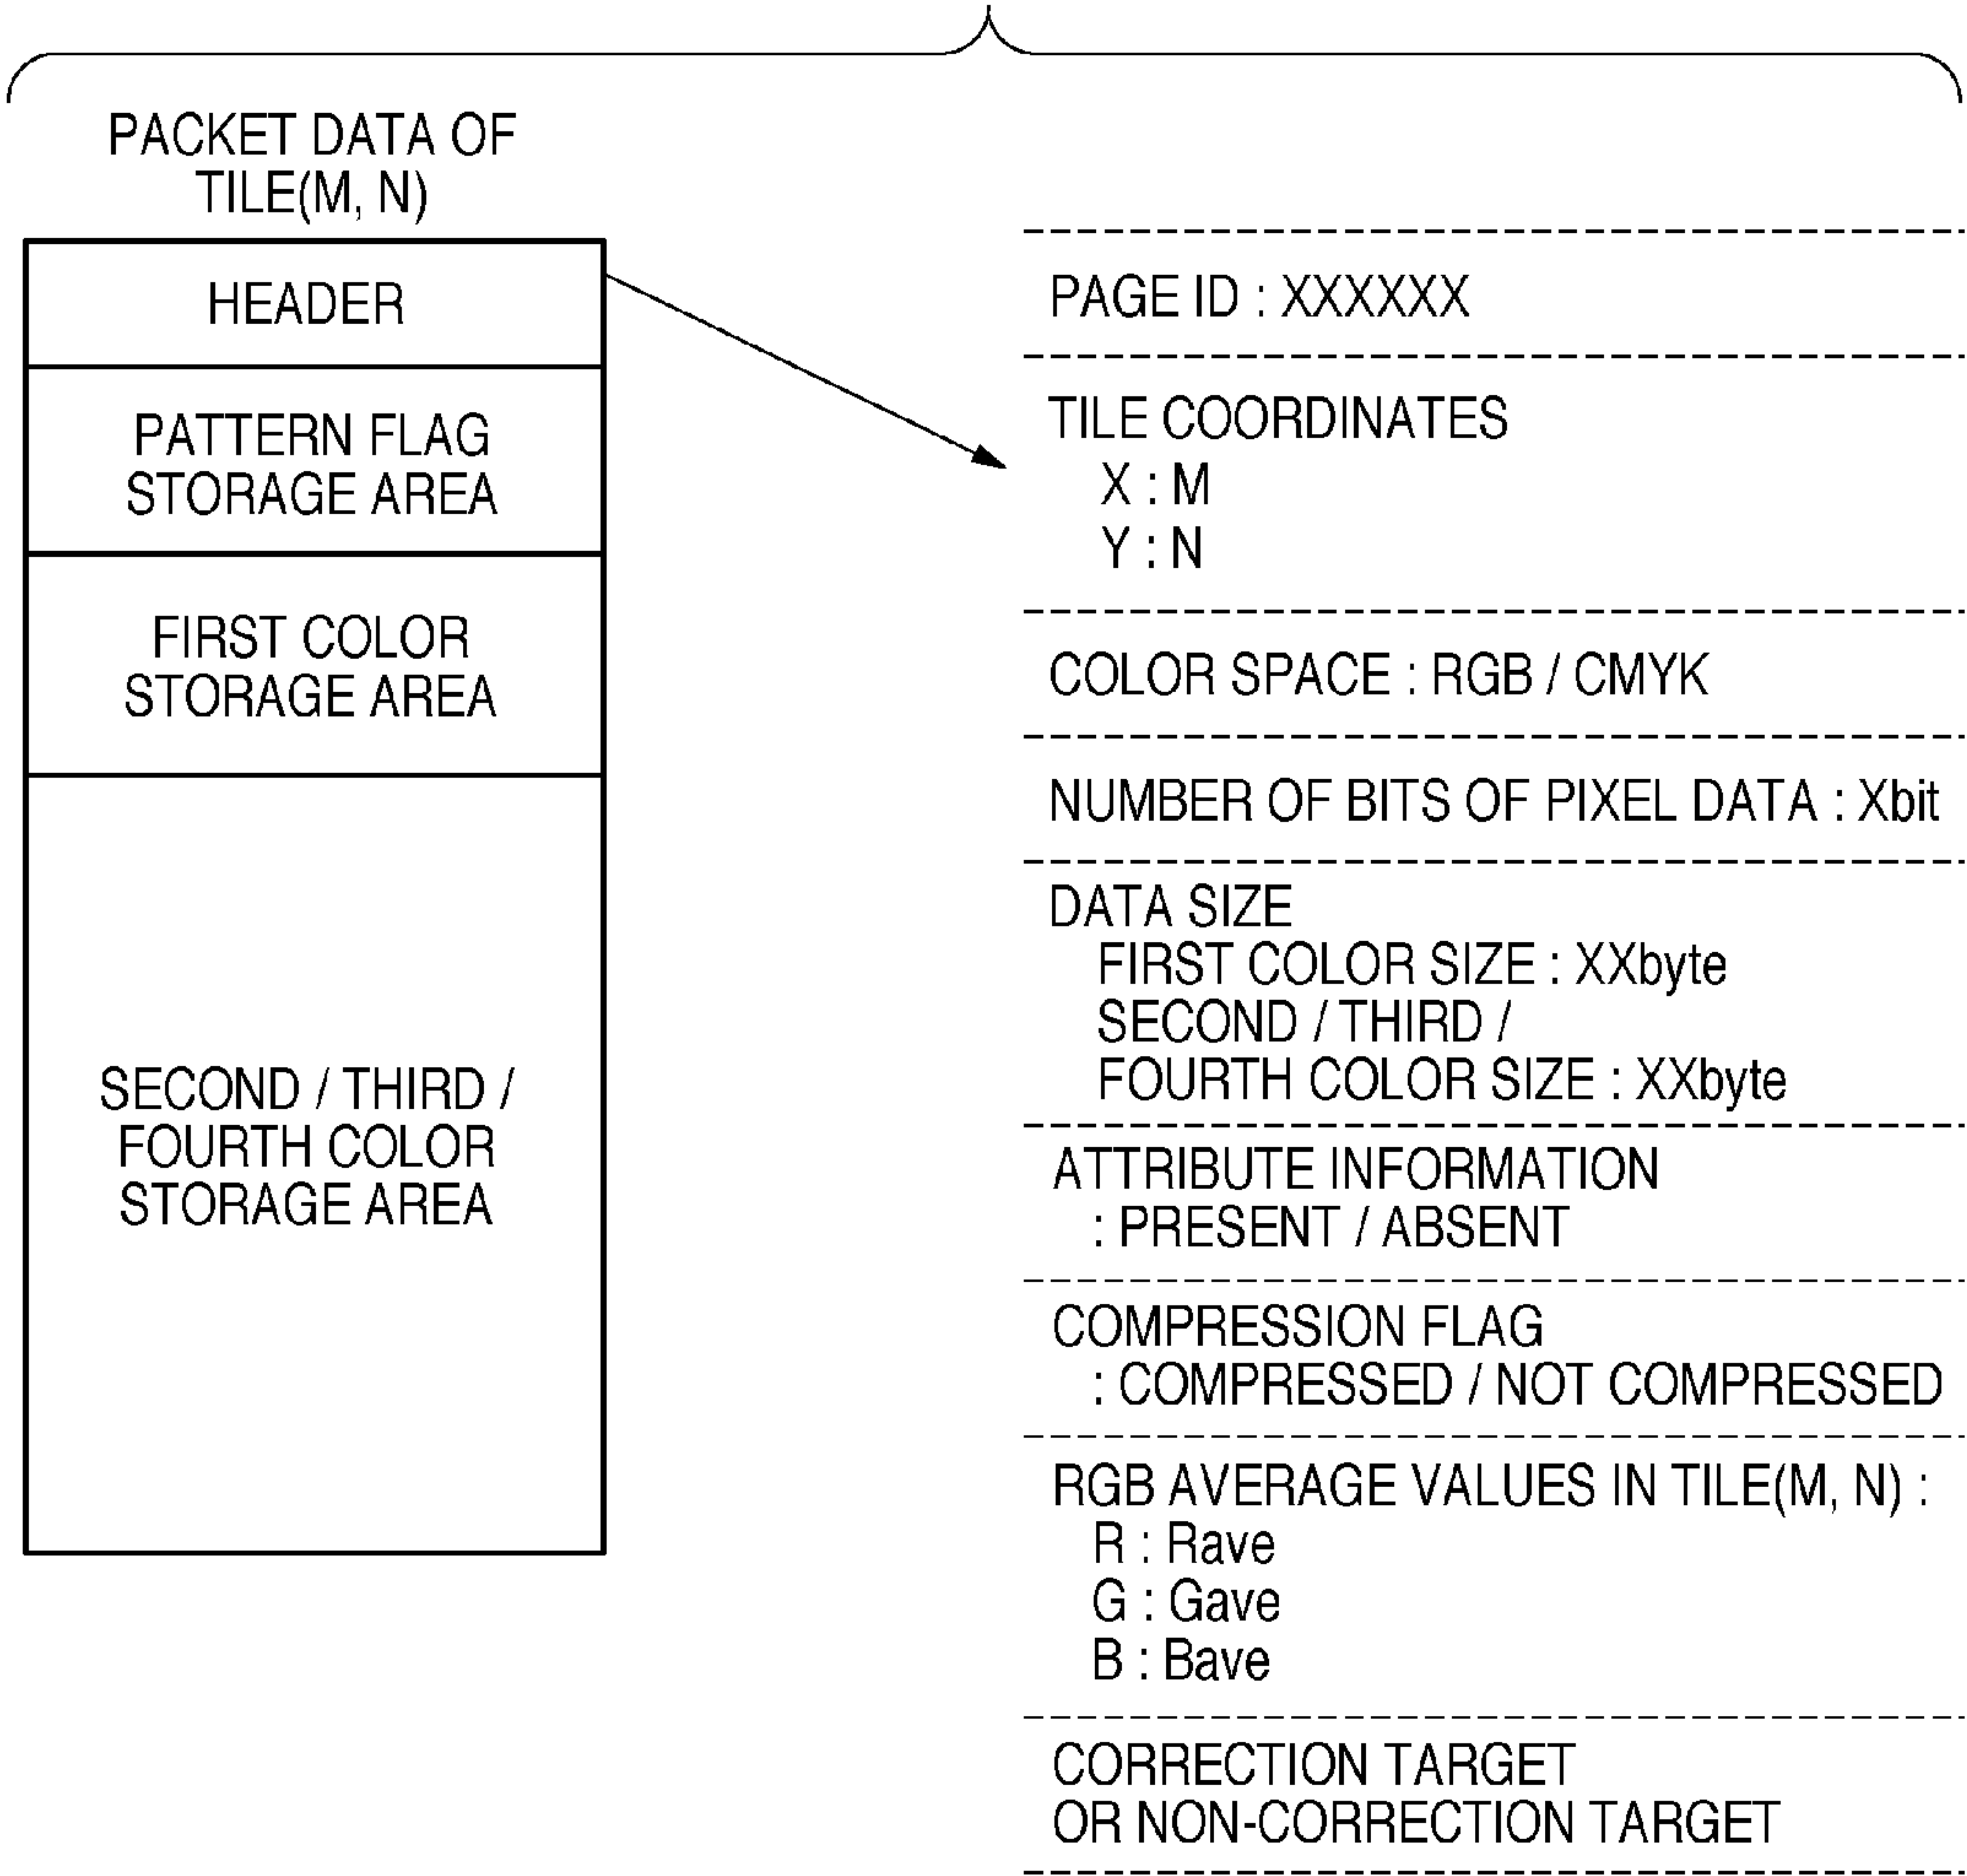 PACKET DATA OF
TILE(M, N)
HEADER
PATTERN FLAG
STORAGE AREA
FIRST COLOR
STORAGE AREA
SECOND / THIRD /
FOURTH COLOR
STORAGE AREA
PAGE ID : XXXXXX
TILE COORDINATES
X : M
Y : N
COLOR SPACE : RGB / CMYK
NUMBER OF BITS OF PIXEL DATA : Xbit
DATA SIZE
FIRST COLOR SIZE : XXbyte
SECOND / THIRD /
FOURTH COLOR SIZE : XXbyte
ATTRIBUTE INFORMATION
: PRESENT / ABSENT
COMPRESSION FLAG
: COMPRESSED / NOT COMPRESSED
RGB AVERAGE VALUES IN TILE(M, N) :
R : Rave
G : Gave
B : Bave
CORRECTION TARGET
OR NON-CORRECTION TARGET